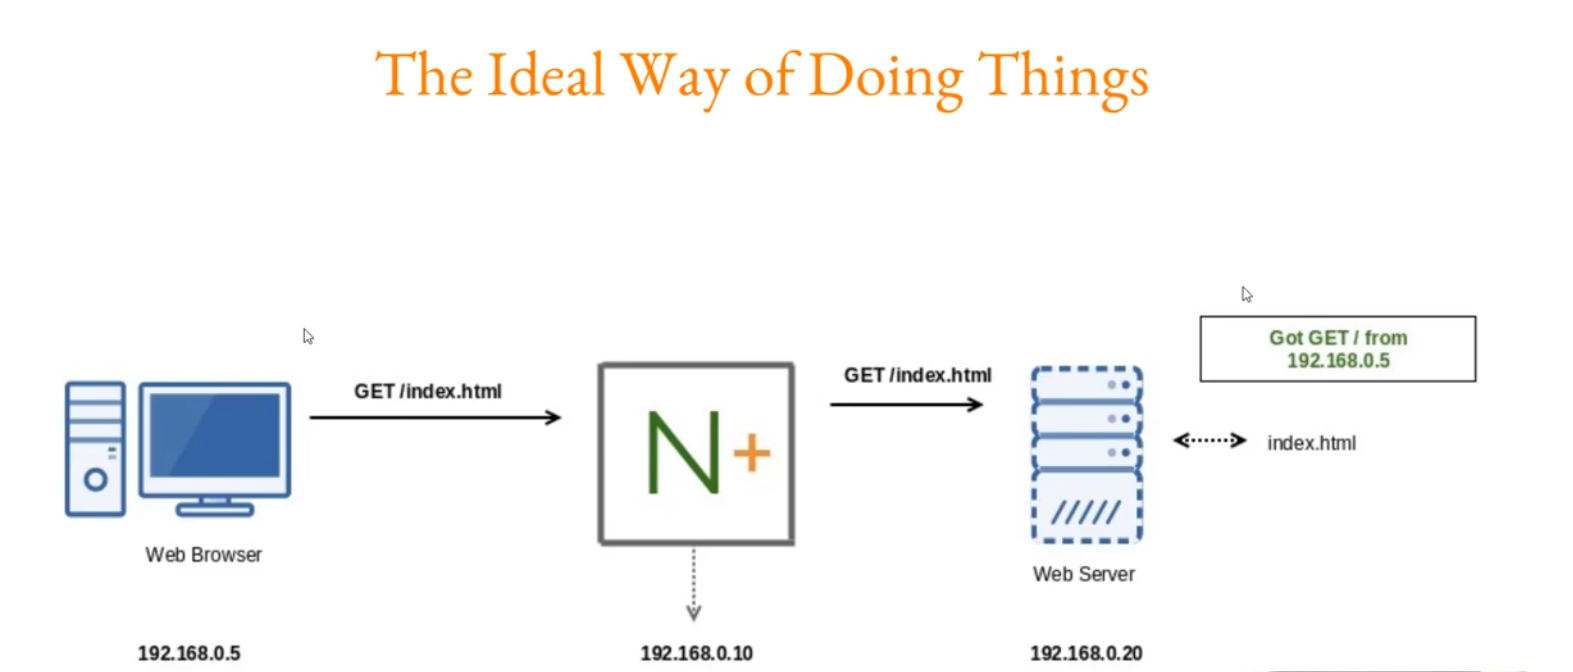 The Ideal Way of Doing Things
Got GET / from
192.168.0.5
GET /index.html
GET /index.html
N+
index.html
Web Browser
Web Server
192.168.0.5
192.168.0.10
192.168.0.20